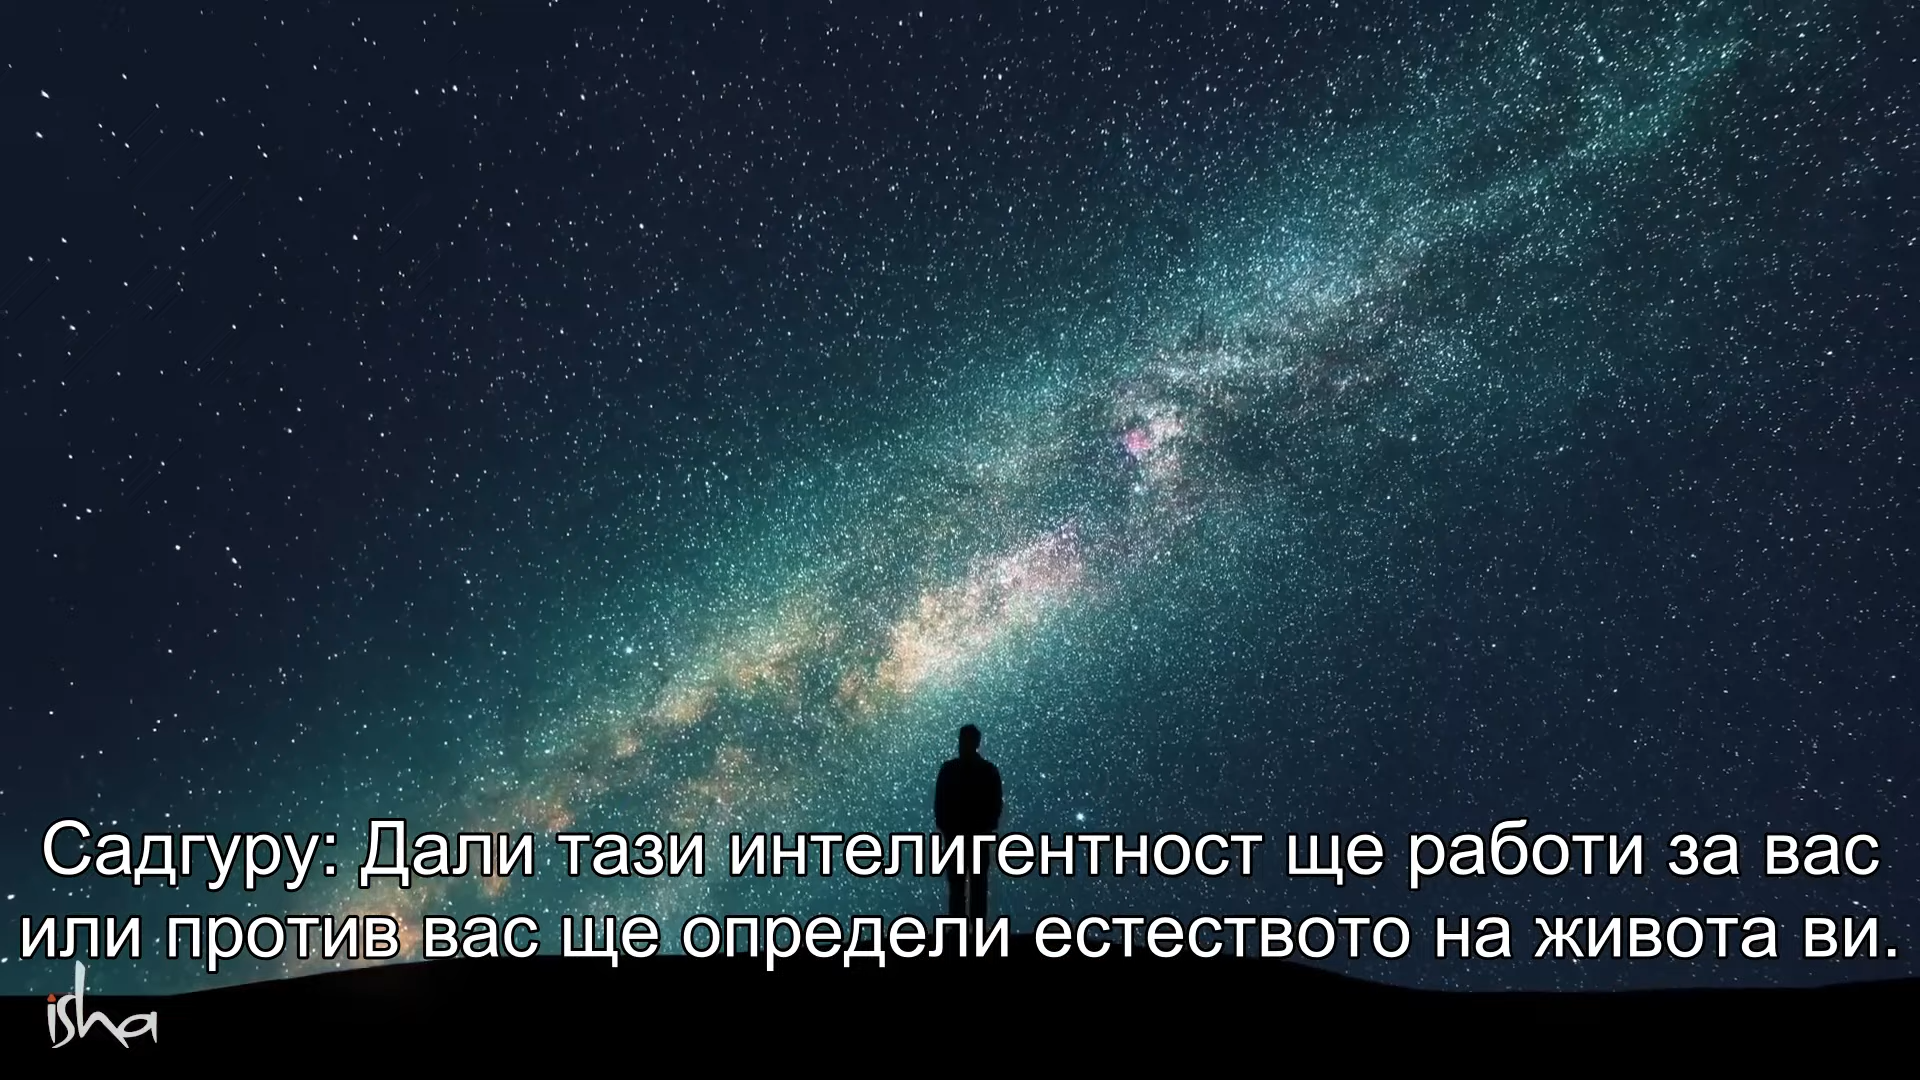 Садгуру: Дали тази интелигентност ще работи за вас
или против вас ще определи естеството на живота ви.
isha